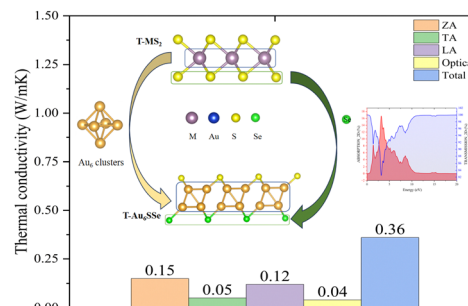 1.50
1.25
1.00
0.75
0.50
0.25
0.00
Thermal conductivity (W/mK)
ZA
TA
LA
Optical
Total
T-MS₂
M Au S Se
Au₆ clusters
T-Au₆SSe
Energy (eV)
0.15
0.05
0.12
0.04
0.36